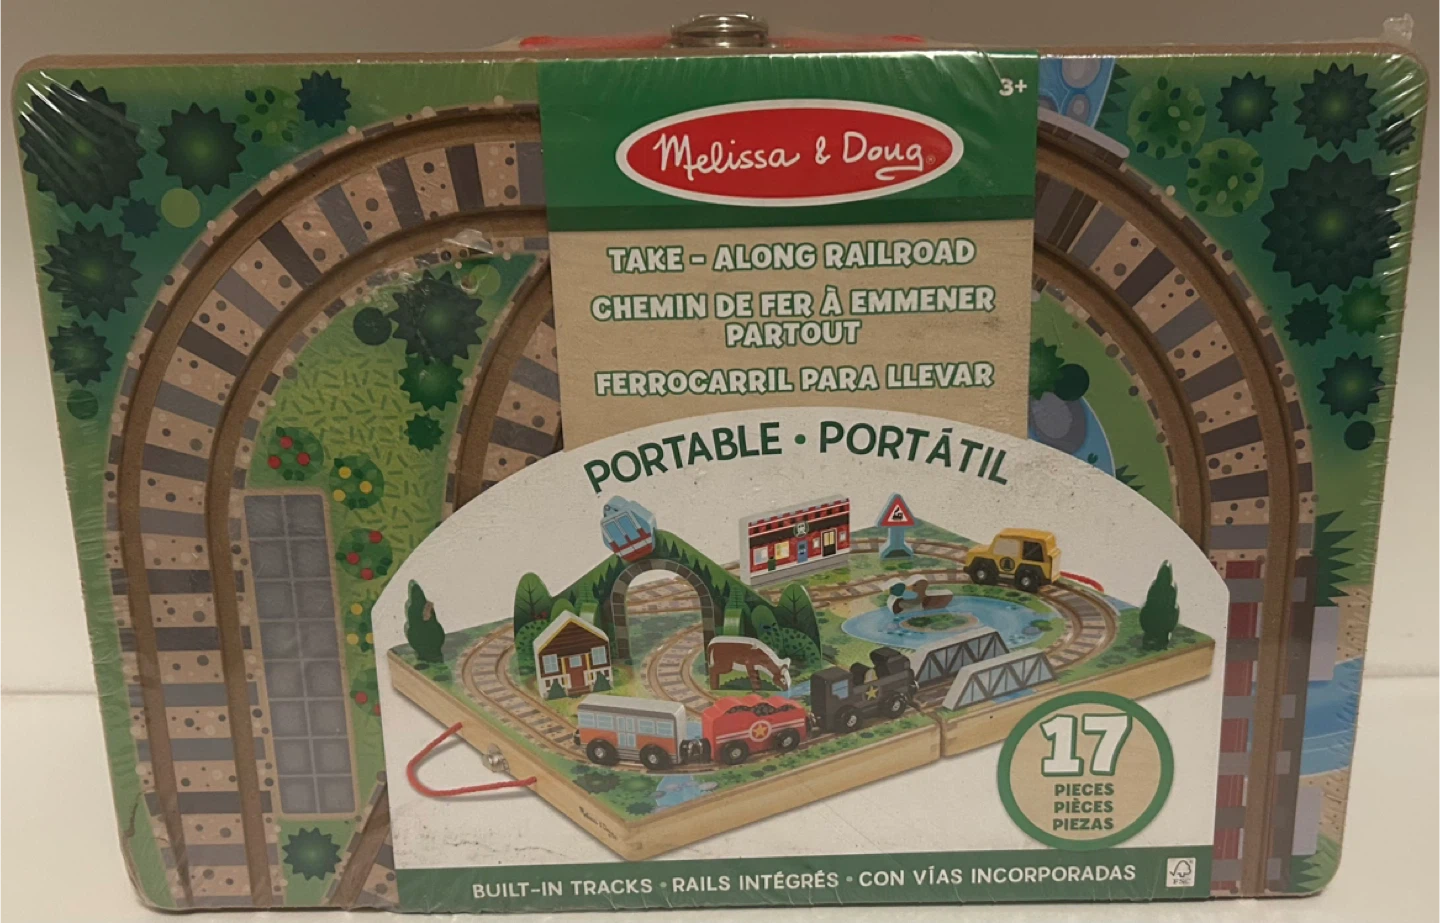 3+
Melissa & Doug®
TAKE - ALONG RAILROAD
CHEMIN DE FER À EMMENER
PARTOUT
FERROCARRIL PARA LLEVAR
PORTABLE • PORTÁTIL
17
PIECES
PIÈCES
PIEZAS
BUILT-IN TRACKS • RAILS INTÉGRÉS • CON VÍAS INCORPORADAS
FSC